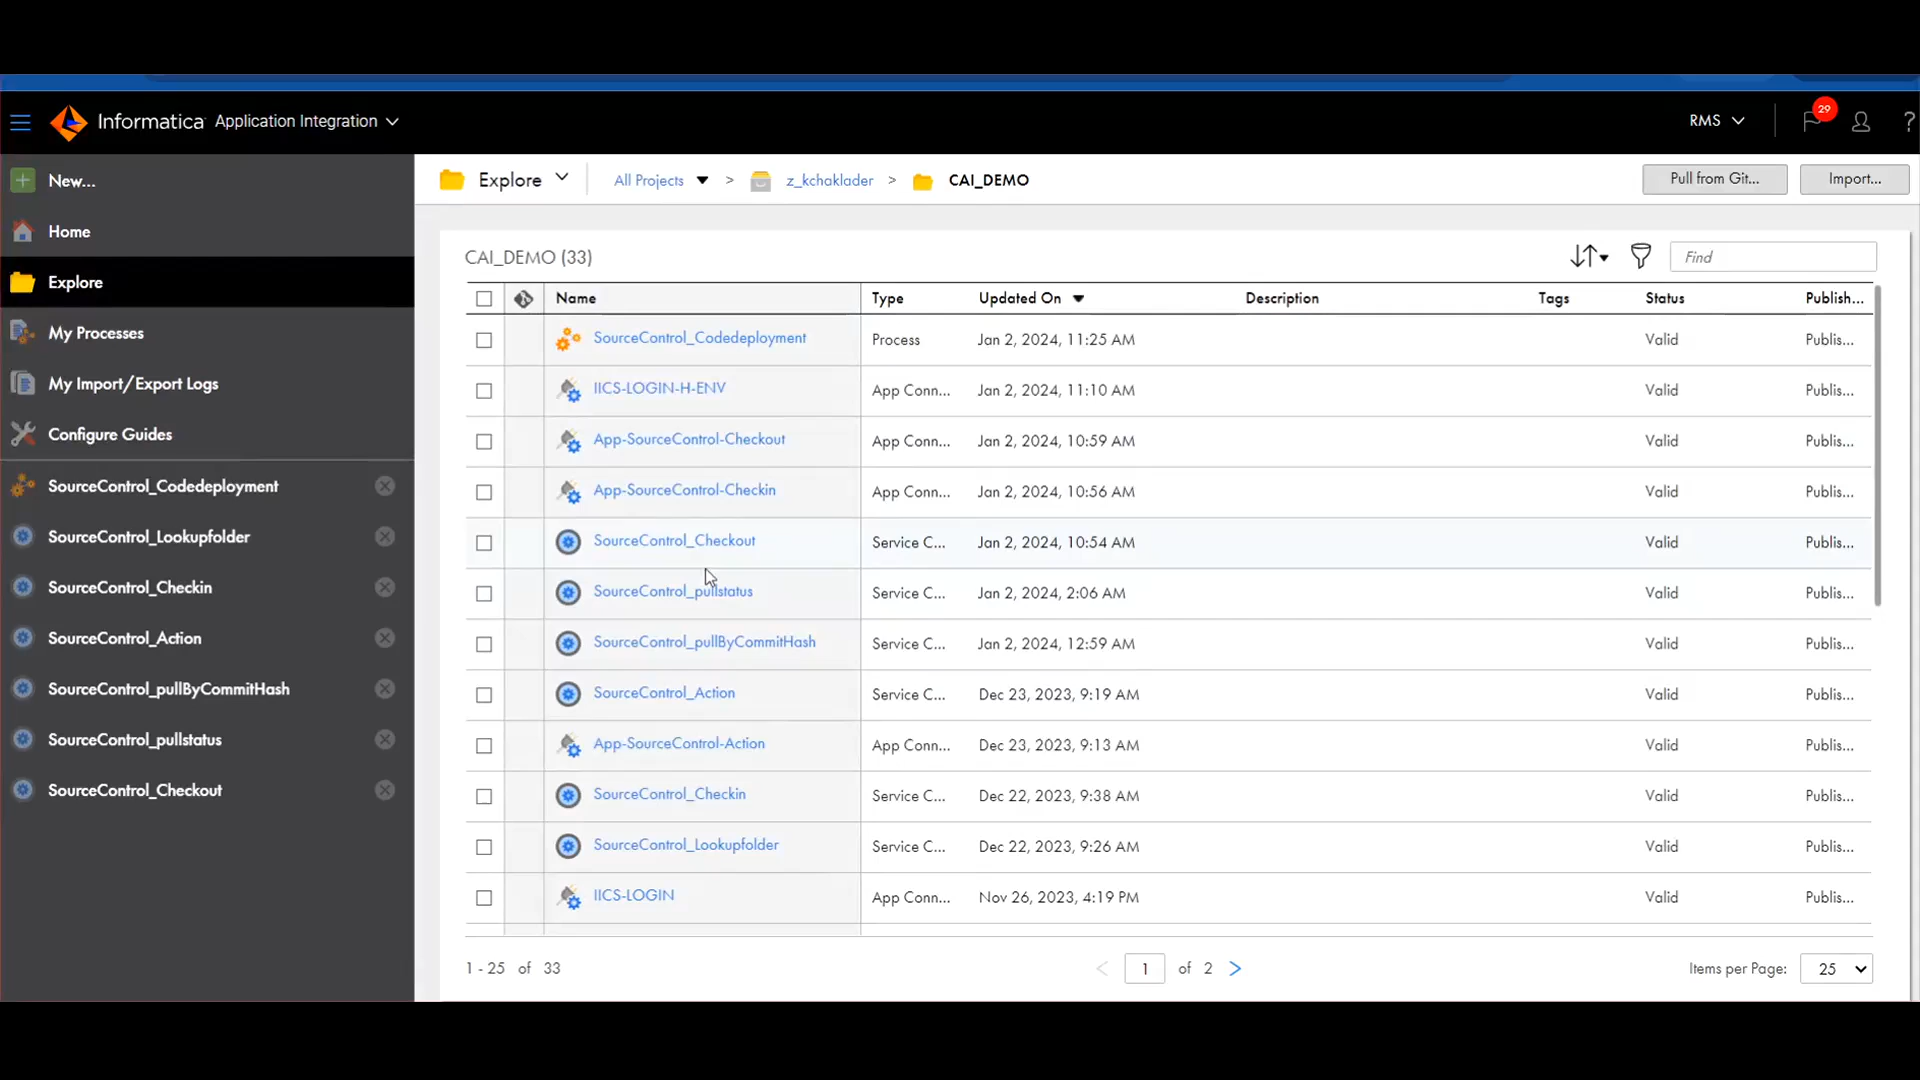 Informatica Application Integration
RMS
29
?
New...
Home
Explore
My Processes
My Import/Export Logs
Configure Guides
SourceControl_Codedeployment
SourceControl_Lookupfolder
SourceControl_Checkin
SourceControl_Action
SourceControl_pullByCommitHash
SourceControl_pullstatus
SourceControl_Checkout
Explore All Projects > z_kchaklader > CAI_DEMO
Pull from Git... Import...
CAI_DEMO (33)
Find
Name Type Updated On Description Tags Status Publish...
SourceControl_Codedeployment Process Jan 2, 2024, 11:25 AM Valid Publis...
IICS-LOGIN-H-ENV App Conn... Jan 2, 2024, 11:10 AM Valid Publis...
App-SourceControl-Checkout App Conn... Jan 2, 2024, 10:59 AM Valid Publis...
App-SourceControl-Checkin App Conn... Jan 2, 2024, 10:56 AM Valid Publis...
SourceControl_Checkout Service C... Jan 2, 2024, 10:54 AM Valid Publis...
SourceControl_pullstatus Service C... Jan 2, 2024, 2:06 AM Valid Publis...
SourceControl_pullByCommitHash Service C... Jan 2, 2024, 12:59 AM Valid Publis...
SourceControl_Action Service C... Dec 23, 2023, 9:19 AM Valid Publis...
App-SourceControl-Action App Conn... Dec 23, 2023, 9:13 AM Valid Publis...
SourceControl_Checkin Service C... Dec 22, 2023, 9:38 AM Valid Publis...
SourceControl_Lookupfolder Service C... Dec 22, 2023, 9:26 AM Valid Publis...
IICS-LOGIN App Conn... Nov 26, 2023, 4:19 PM Valid Publis...
1 - 25 of 33
< 1 of 2 >
Items per Page: 25